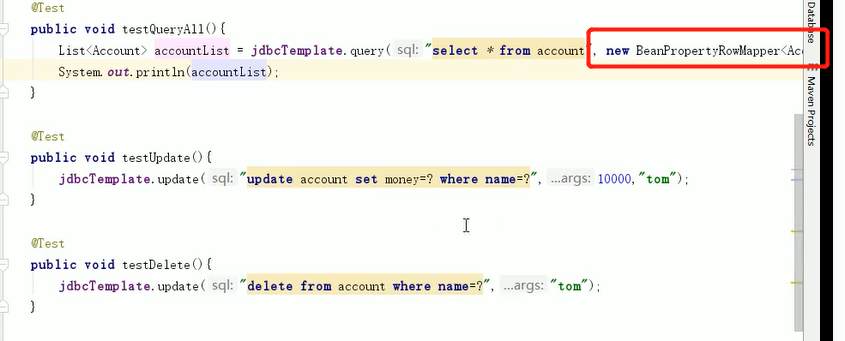 @Test
public void testQueryAll(){
List<Account> accountList = jdbcTemplate.query( sql: "select * from account", new BeanPropertyRowMapper<Acc
System.out.println(accountList);
}
@Test
public void testUpdate(){
jdbcTemplate.update( sql: "update account set money=? where name=?", ...args: 10000,"tom");
}
@Test
public void testDelete(){
jdbcTemplate.update( sql: "delete from account where name=?", ...args: "tom");
}
Database
Maven Projects